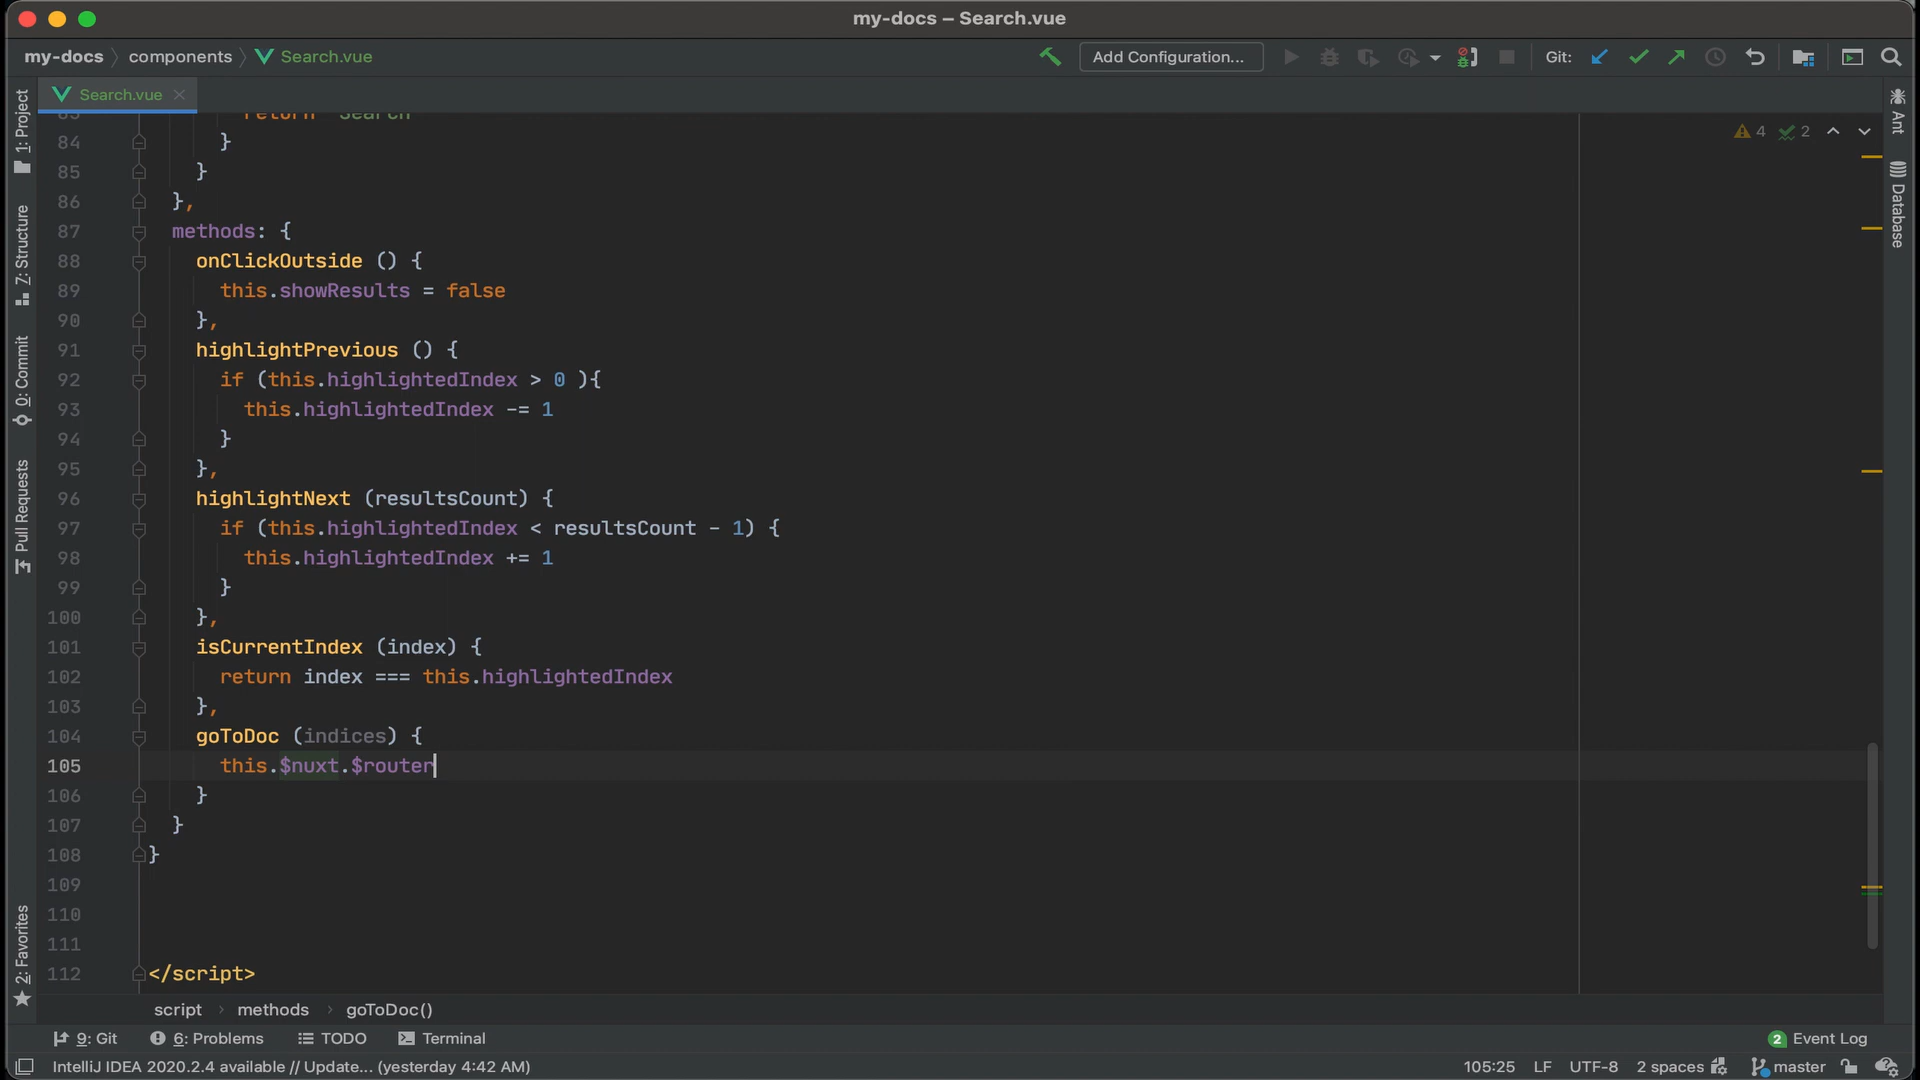 my-docs – Search.vue
my-docs components Search.vue Add Configuration... Git:
Search.vue
1: Project
7: Structure
0: Commit
Pull Requests
2: Favorites
83 return 'Search'
84 }
85 }
86 },
87 methods: {
88 onClickOutside () {
89 this.showResults = false
90 },
91 highlightPrevious () {
92 if (this.highlightedIndex > 0 ){
93 this.highlightedIndex -= 1
94 }
95 },
96 highlightNext (resultsCount) {
97 if (this.highlightedIndex < resultsCount - 1) {
98 this.highlightedIndex += 1
99 }
100 },
101 isCurrentIndex (index) {
102 return index === this.highlightedIndex
103 },
104 goToDoc (indices) {
105 this.$nuxt.$router
106 }
107 }
108 }
109
110
111
112 </script>
4 2
Ant
Database
script methods goToDoc()
9: Git 6: Problems TODO Terminal 2 Event Log
IntelliJ IDEA 2020.2.4 available // Update... (yesterday 4:42 AM) 105:25 LF UTF-8 2 spaces master